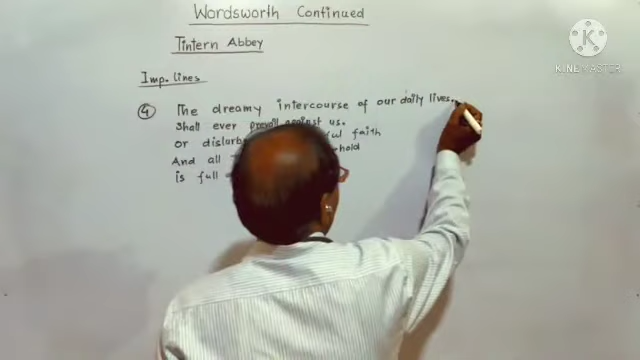 Wordsworth Continued
Tintern Abbey
Imp. lines
④ The dreamy intercourse of our daily lives.
Shall ever prevail against us.
or faith
And all
is full
KINEMASTER